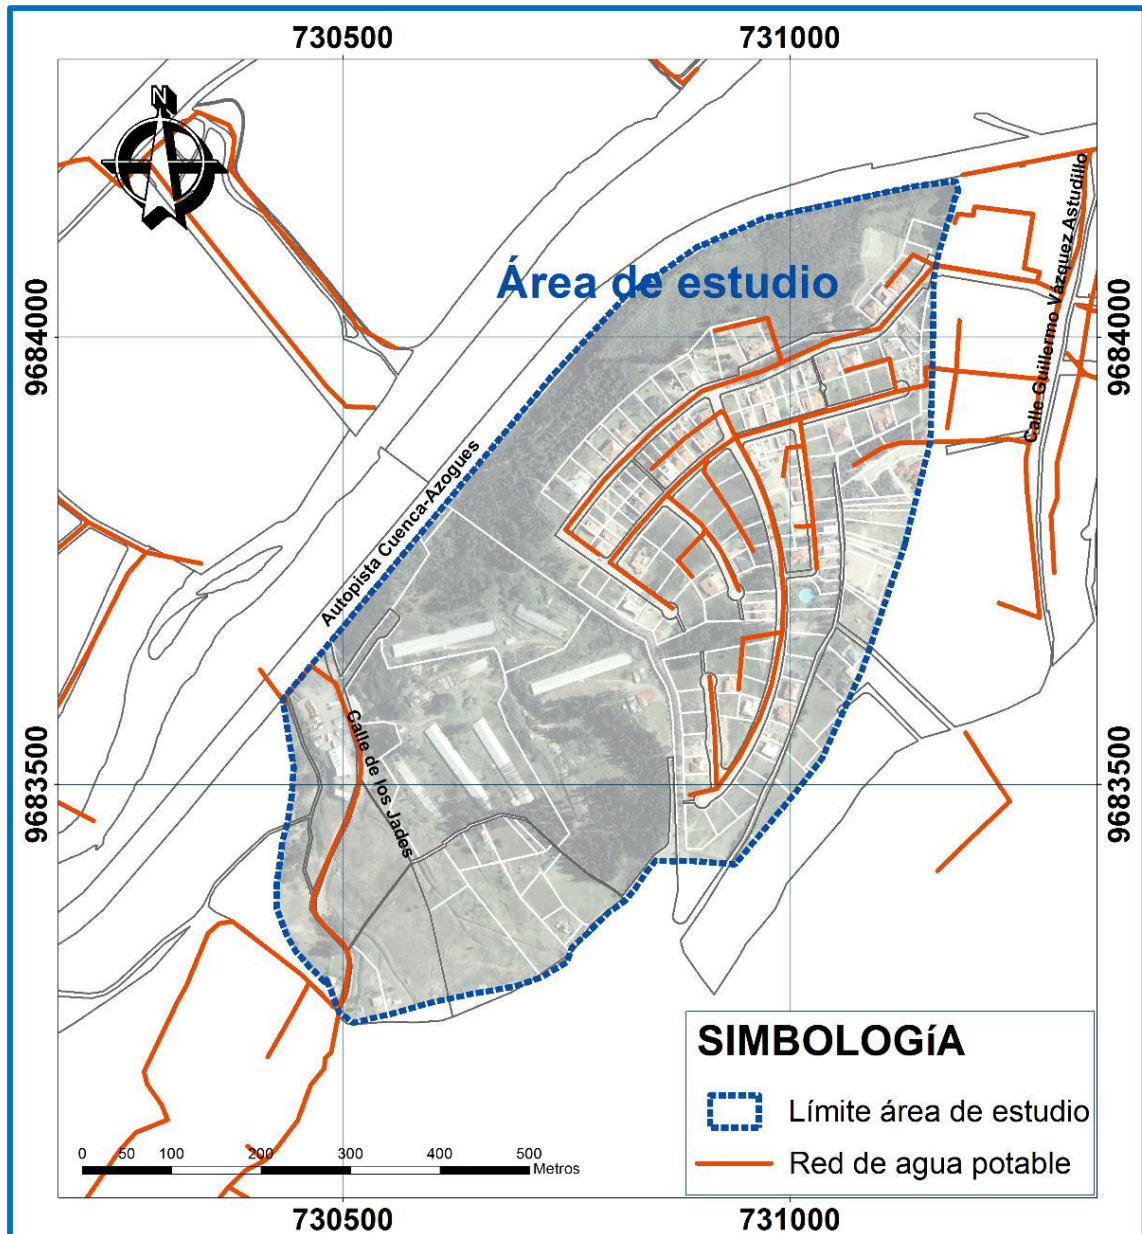 730500 731000
N
Área de estudio
9684000
9684000
Calle Guillermo Vázquez Astudillo
Autopista Cuenca-Azogues
Calle de los Jades
9683500
9683500
SIMBOLOGíA
Límite área de estudio
Red de agua potable
0 50 100 200 300 400 500
Metros
730500 731000